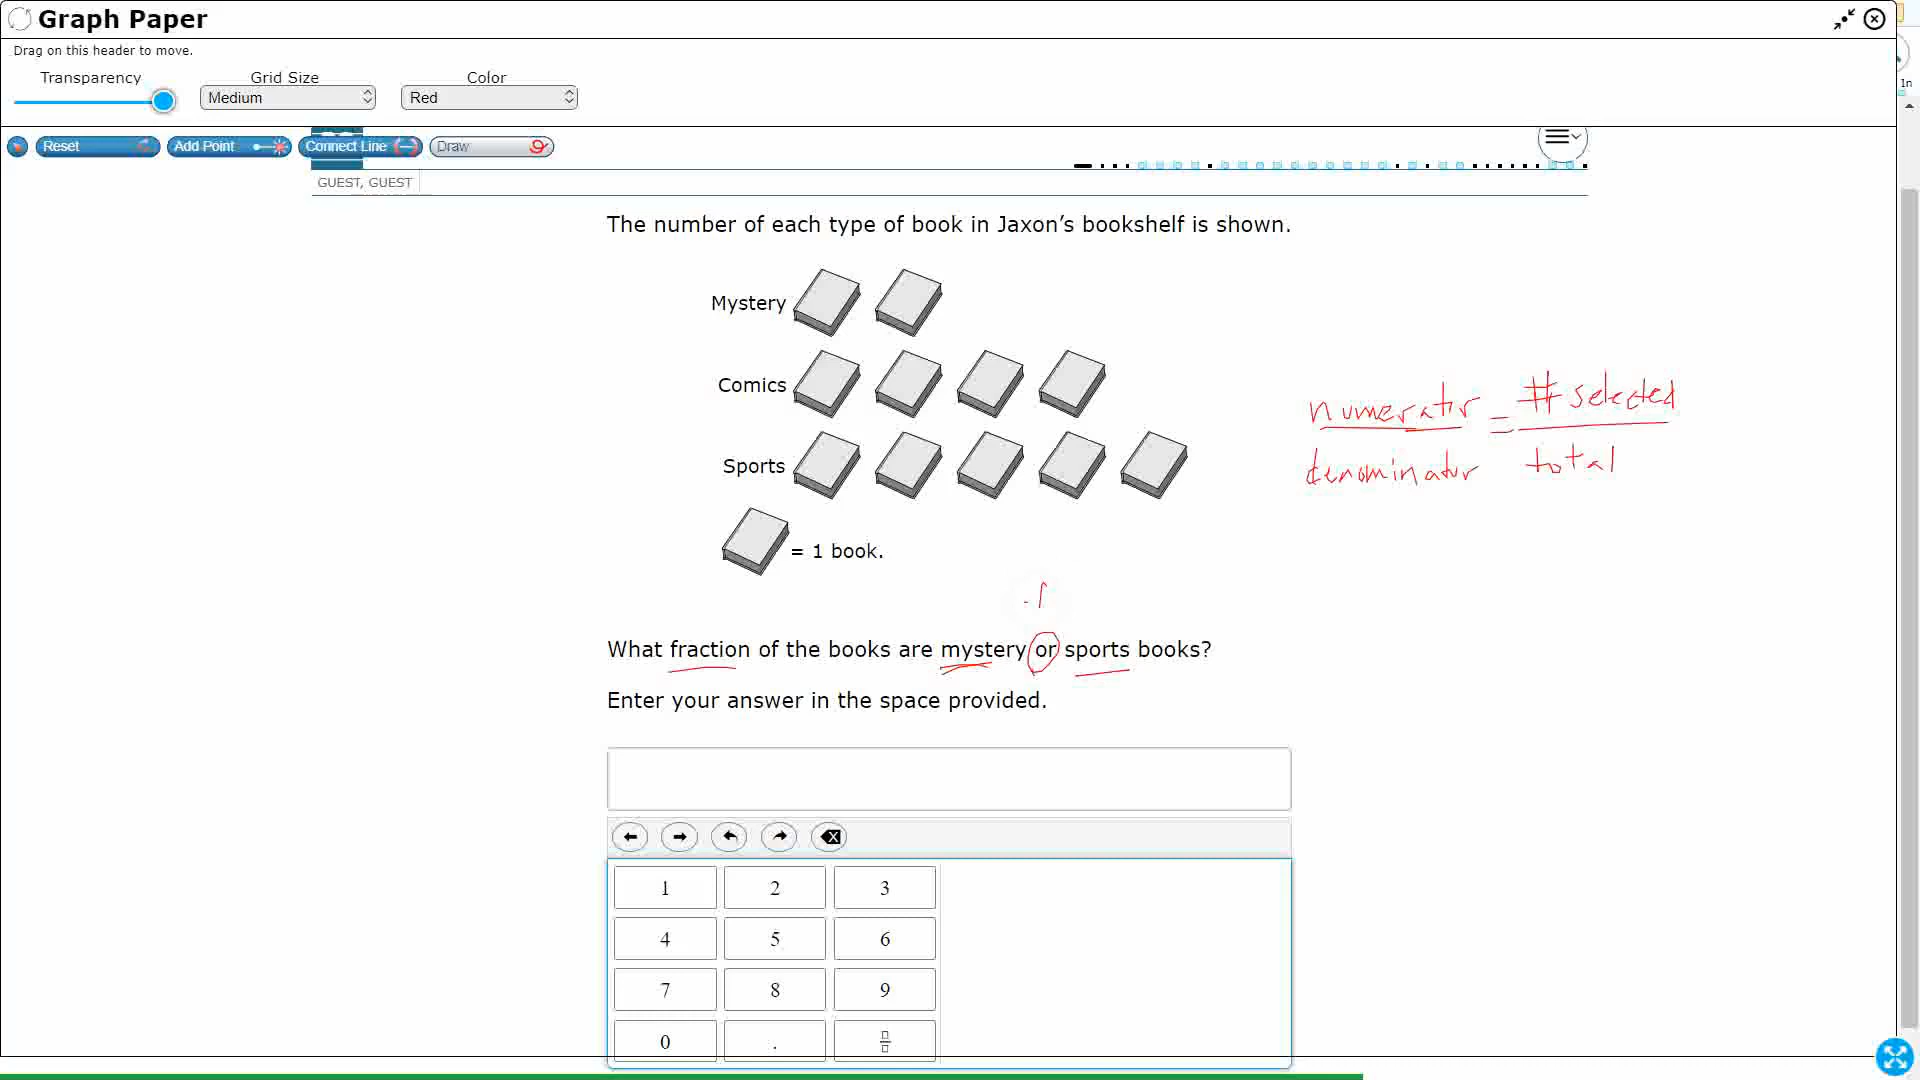 Graph Paper
Drag on this header to move.
Transparency Grid Size Color
Medium Red
Reset Add Point Connect Line Draw
GUEST, GUEST
The number of each type of book in Jaxon’s bookshelf is shown.
Mystery
Comics
numerator = # selected
denominator total
Sports
= 1 book.
What fraction of the books are mystery or sports books?
Enter your answer in the space provided.
1 2 3
4 5 6
7 8 9
0 .